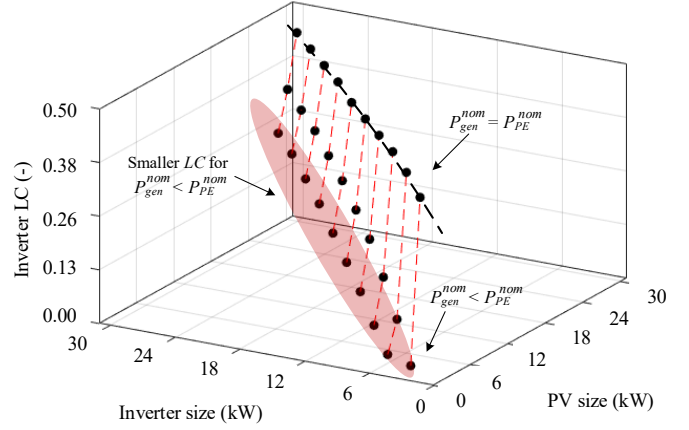 0.50
0.38
0.26
0.13
0.00
Inverter LC (-)
Smaller LC for
P_gen^nom < P_PE^nom
P_gen^nom = P_PE^nom
P_gen^nom < P_PE^nom
30
24
18
12
6
0
Inverter size (kW)
0
6
12
18
24
30
PV size (kW)